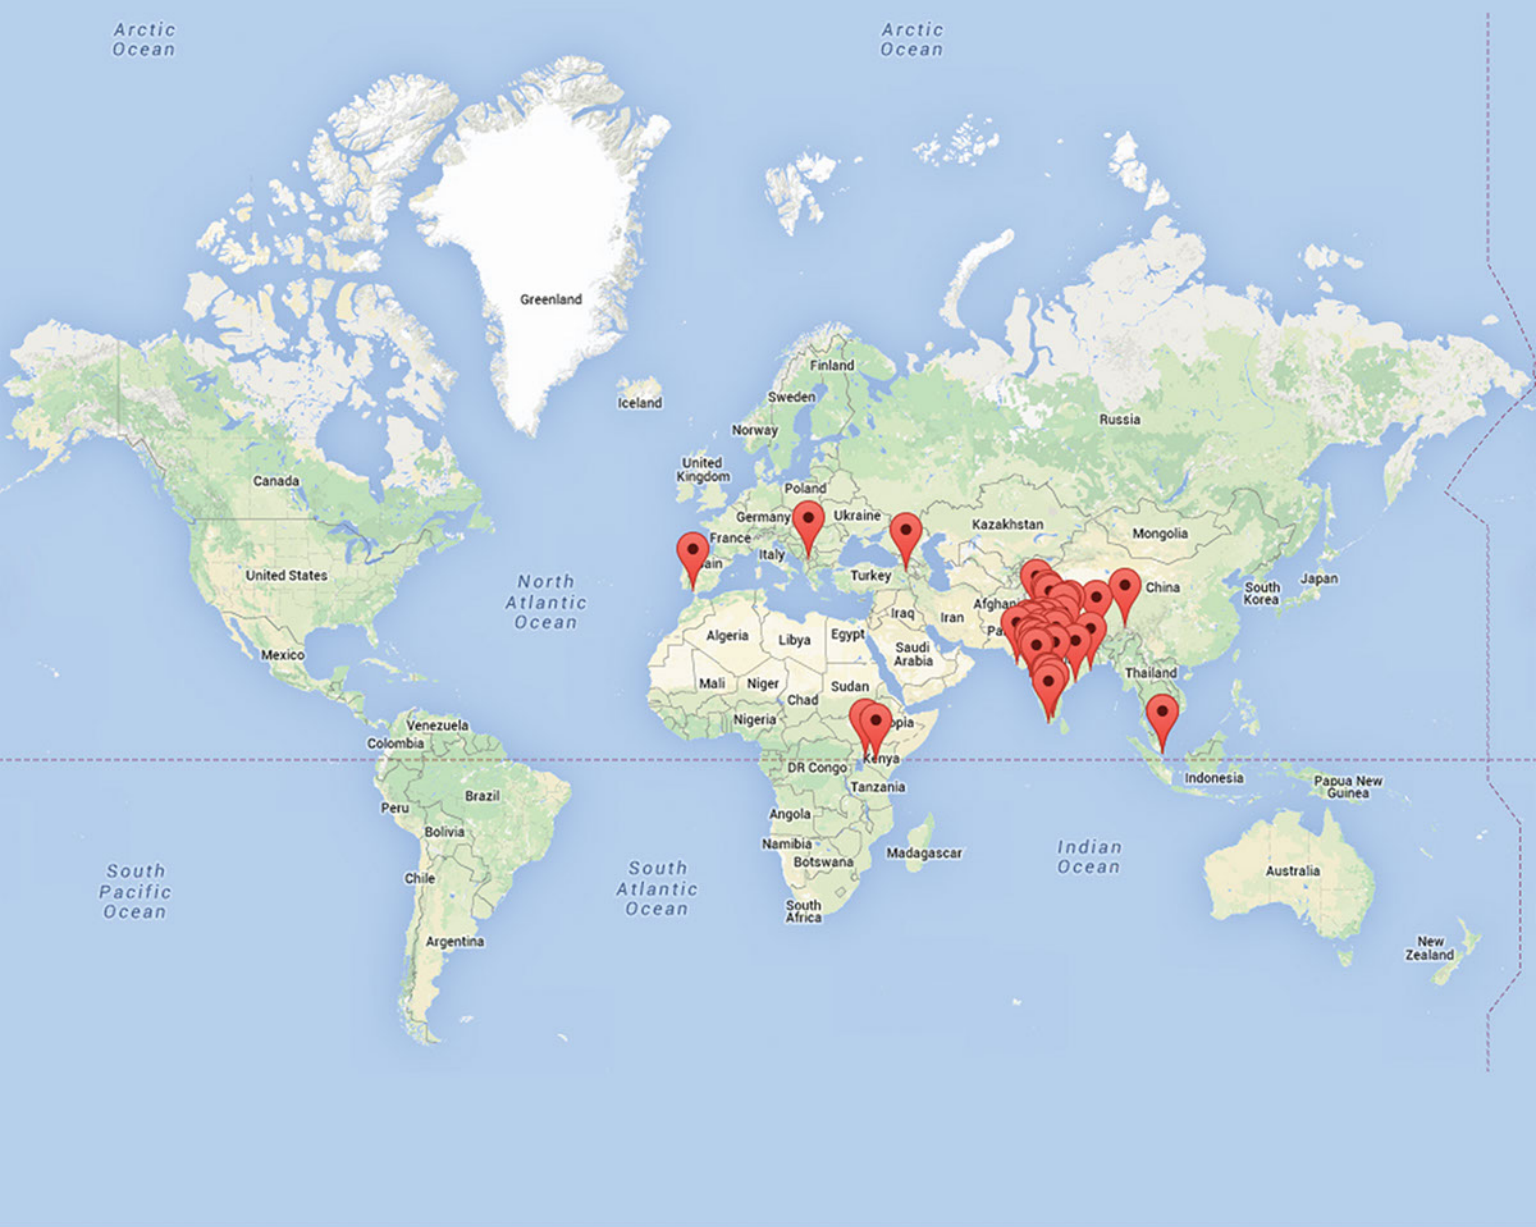 Arctic
Ocean
Arctic
Ocean
Greenland
Finland
Iceland
Sweden
Norway
Russia
United
Kingdom
Canada
Poland
Germany
Ukraine
Kazakhstan
Mongolia
France
Italy
United States
Turkey
China
South
Korea
Japan
North
Atlantic
Ocean
Iraq
Iran
Algeria
Libya
Egypt
Saudi
Arabia
Mexico
Mali
Niger
Chad
Sudan
Thailand
Nigeria
Venezuela
Colombia
DR Congo
Kenya
Tanzania
Indonesia
Papua New
Guinea
Peru
Brazil
Angola
Bolivia
Namibia
Botswana
Madagascar
Indian
Ocean
South
Pacific
Ocean
Chile
South
Atlantic
Ocean
Australia
South
Africa
Argentina
New
Zealand